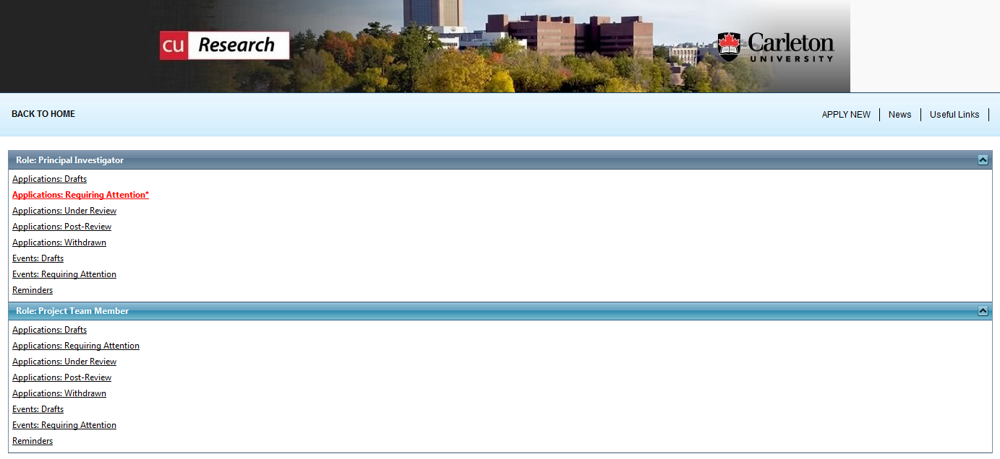 cu Research
Carleton
UNIVERSITY
BACK TO HOME
APPLY NEW
News
Useful Links
Role: Principal Investigator
Applications: Drafts
Applications: Requiring Attention*
Applications: Under Review
Applications: Post-Review
Applications: Withdrawn
Events: Drafts
Events: Requiring Attention
Reminders
Role: Project Team Member
Applications: Drafts
Applications: Requiring Attention
Applications: Under Review
Applications: Post-Review
Applications: Withdrawn
Events: Drafts
Events: Requiring Attention
Reminders